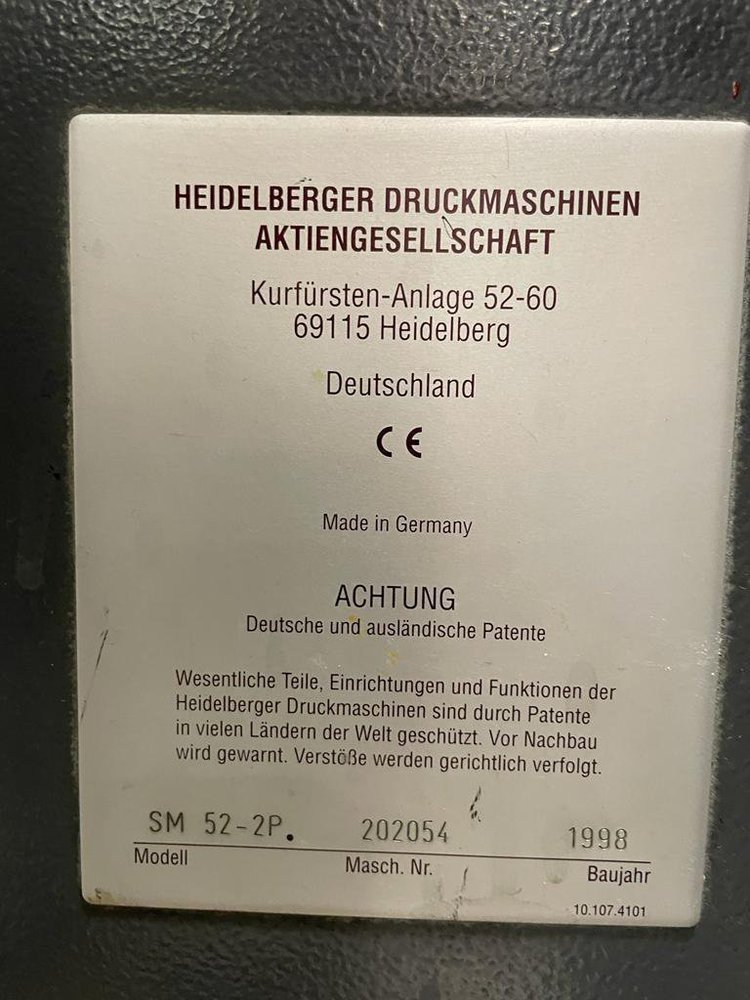 HEIDELBERGER DRUCKMASCHINEN
AKTIENGESELLSCHAFT
Kurfürsten-Anlage 52-60
69115 Heidelberg
Deutschland
CE
Made in Germany
ACHTUNG
Deutsche und ausländische Patente
Wesentliche Teile, Einrichtungen und Funktionen der
Heidelberger Druckmaschinen sind durch Patente
in vielen Ländern der Welt geschützt. Vor Nachbau
wird gewarnt. Verstöße werden gerichtlich verfolgt.
SM 52-2P. 202054 1998
Modell Masch. Nr. Baujahr
10.107.4101